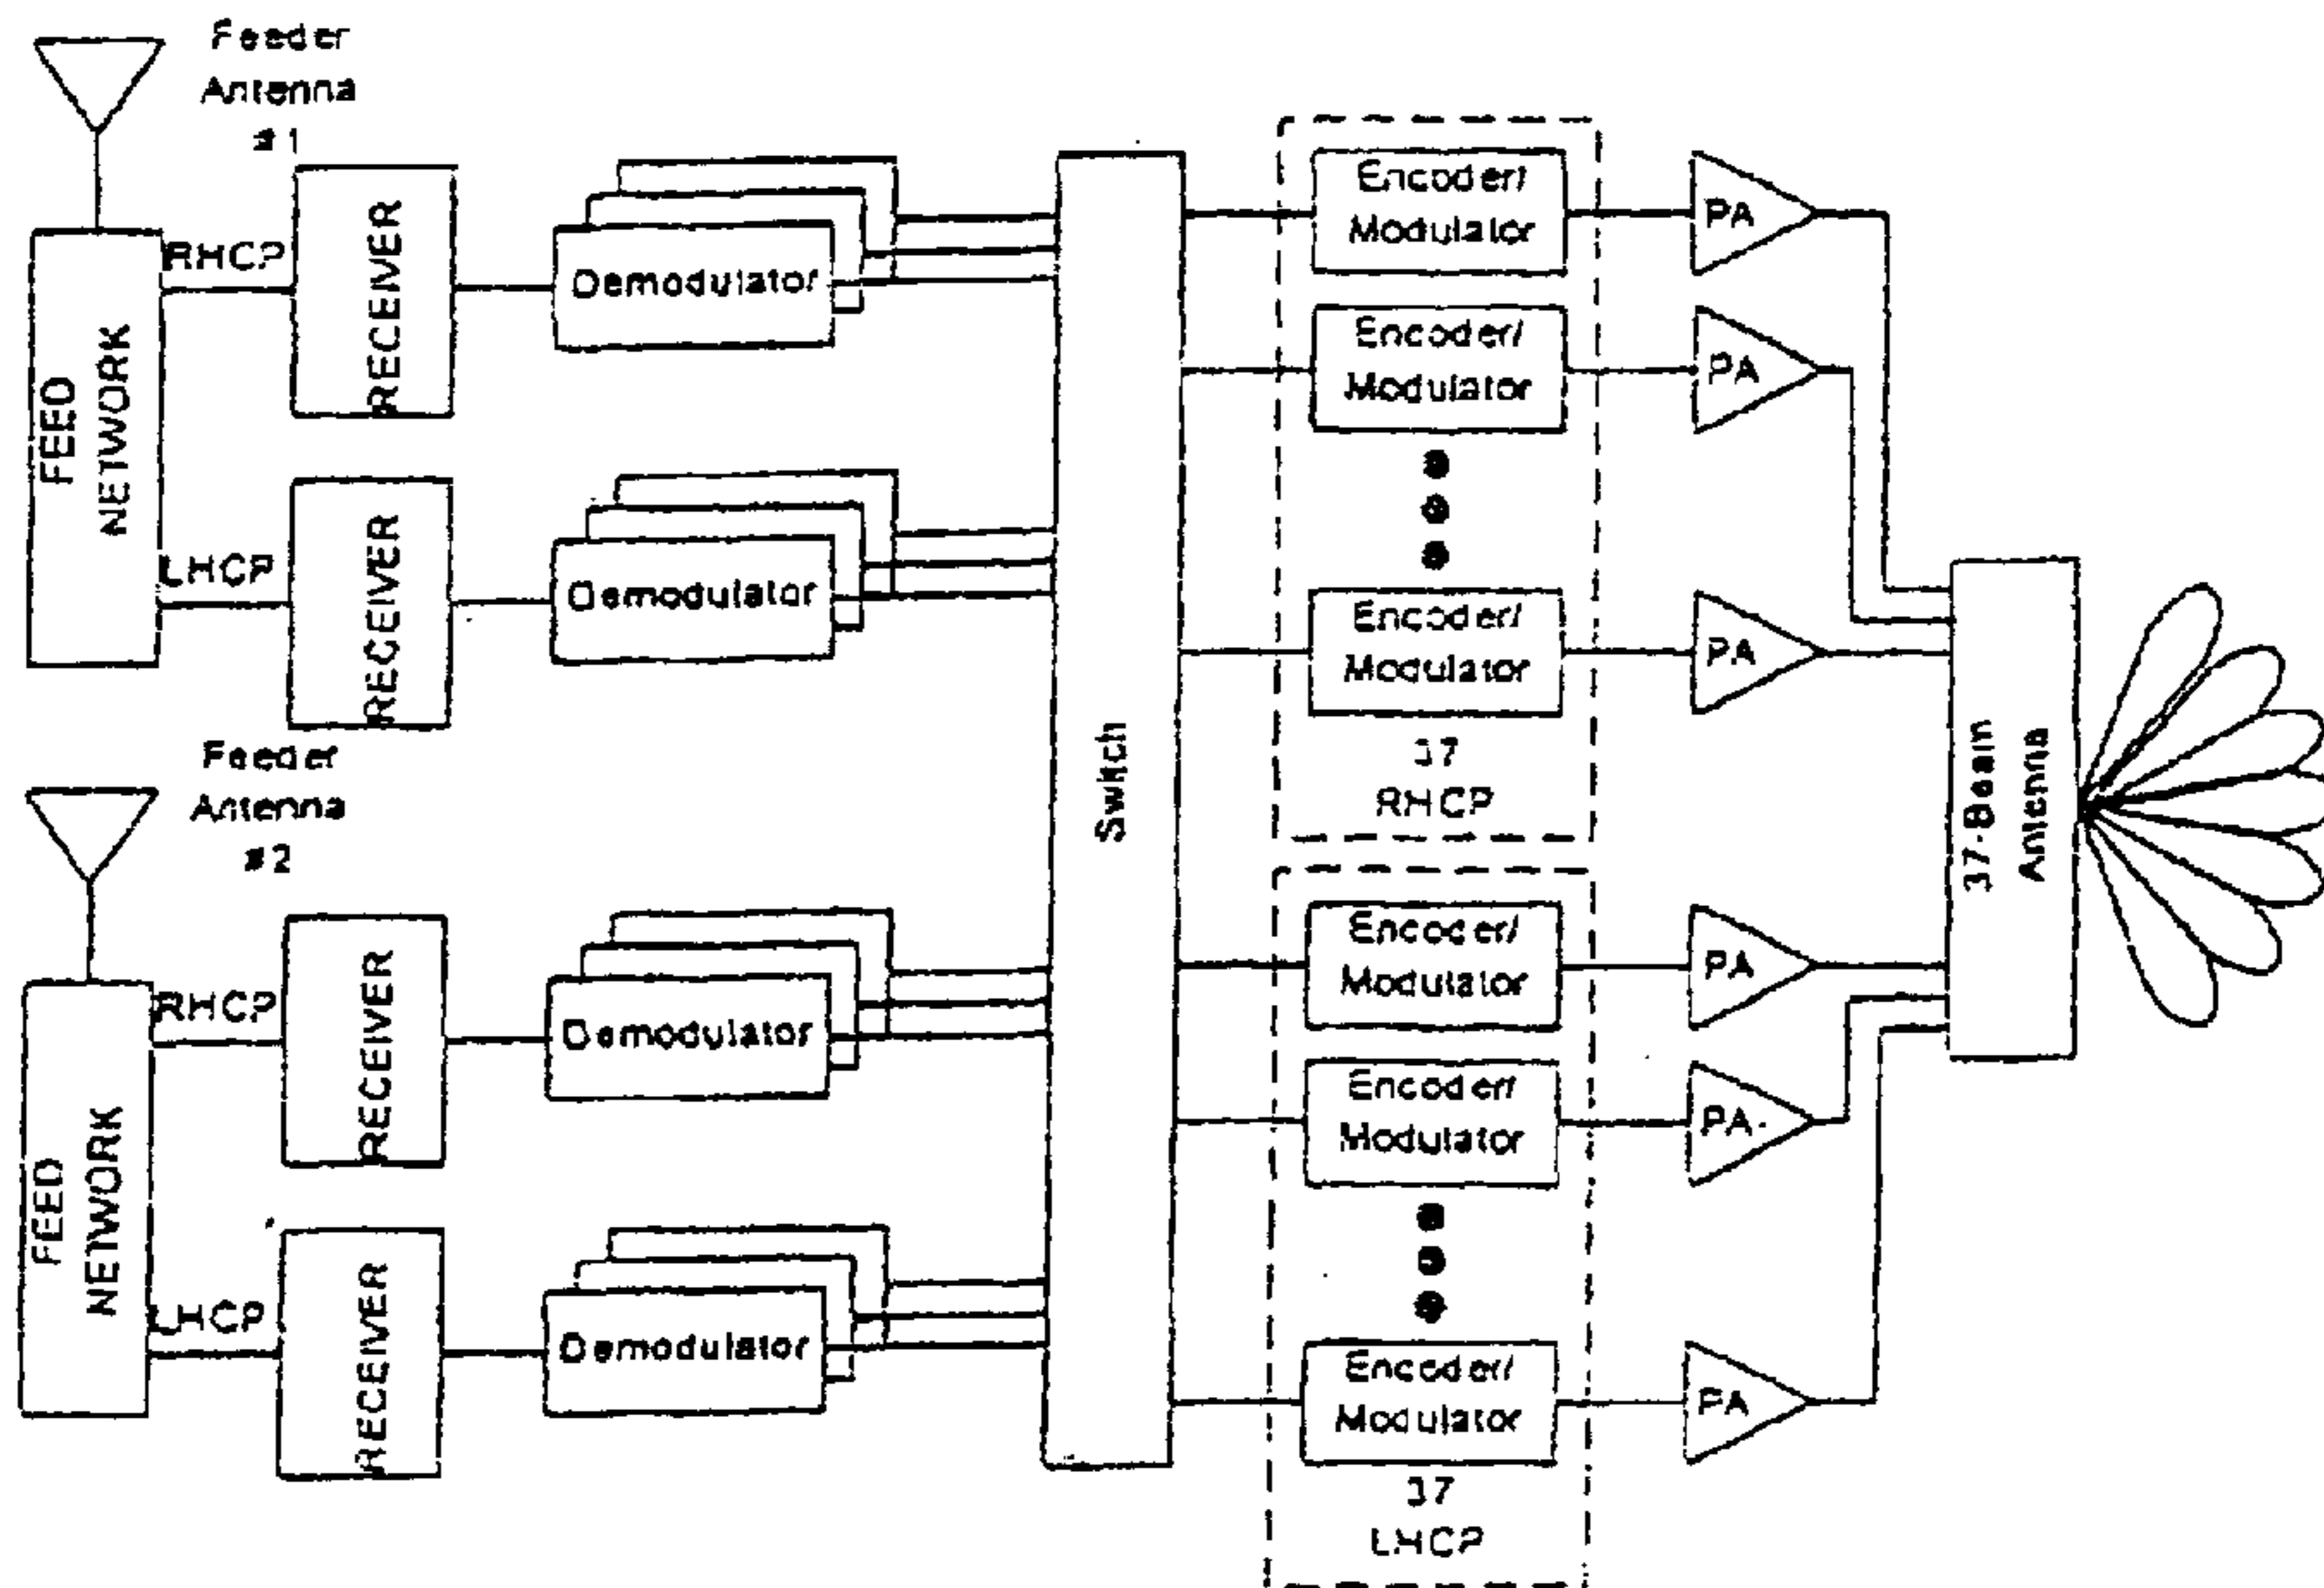 Feeder
Antenna
#1
FEED
NETWORK
RHCP
RECEIVER
Demodulator
LHCP
RECEIVER
Demodulator
Feeder
Antenna
#2
FEED
NETWORK
RHCP
RECEIVER
Demodulator
LHCP
RECEIVER
Demodulator
Switch
Encoder/
Modulator
PA
Encoder/
Modulator
PA
Encoder/
Modulator
PA
37
RHCP
Encoder/
Modulator
PA
Encoder/
Modulator
PA
Encoder/
Modulator
PA
37
LHCP
37-Beam
Antenna